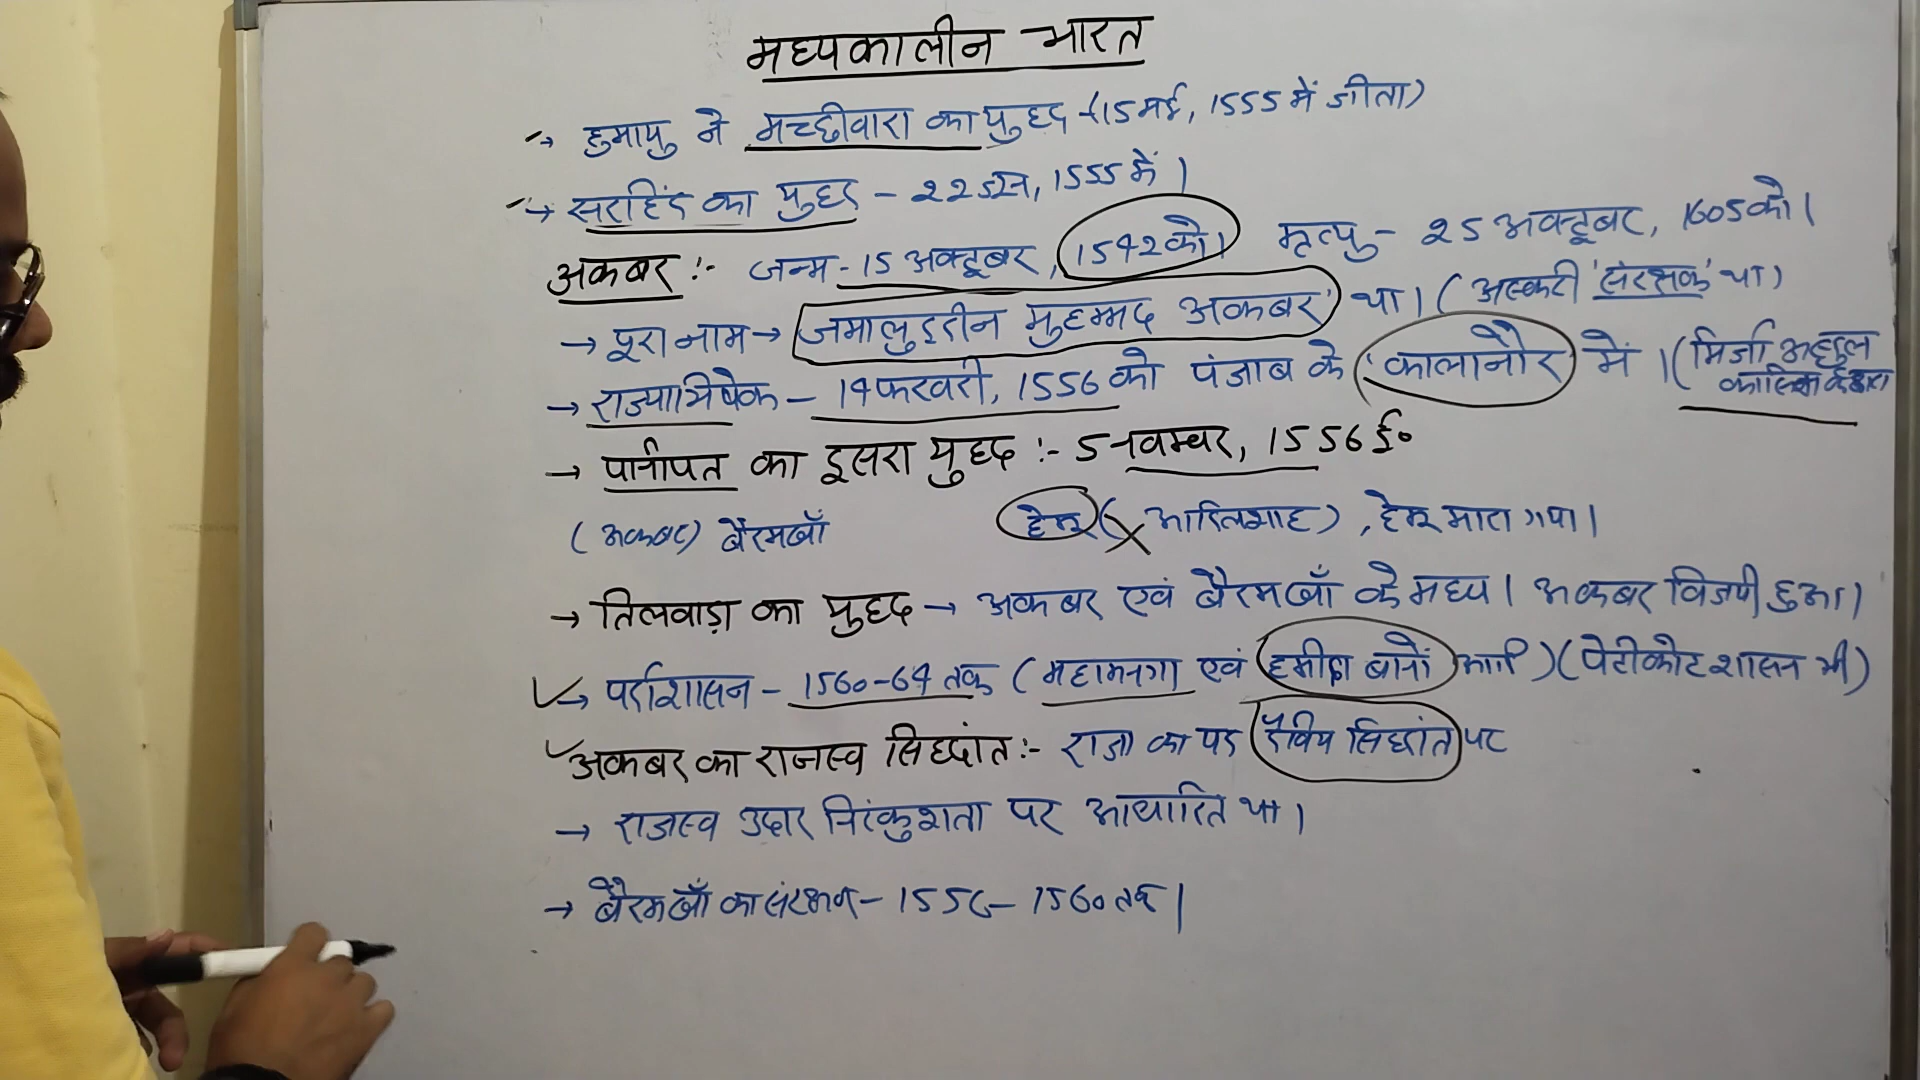 मध्यकालीन भारत
→ हुमायु ने मच्छीवारा का युद्ध - (15 मई, 1555 में जीता)
→ सरहिंद का युद्ध - 22 जून, 1555 में।
अकबर :- जन्म - 15 अक्टूबर, 1542 को। मृत्यु - 25 अक्टूबर, 1605 को।
→ पूरा नाम → जमालुद्दीन मुहम्मद अकबर' था। (अस्करी 'संरक्षक' था)
→ राज्याभिषेक - 14 फरवरी, 1556 को पंजाब के 'कालानौर' में। (मिर्जा अब्दुल
→ पानीपत का दूसरा युद्ध :- 5 नवम्बर, 1556 ई०
(अकबर) बैरमखाँ हेमू (आदिलशाह), हेमू मारा गया।
→ तिलवाड़ा का युद्ध → अकबर एवं बैरमखाँ के मध्य। अकबर विजयी हुआ।
→ पर्दाशासन - 1560-64 तक (महामनगा एवं हमीदा बानों आदि) (पेटीकोट शासन भी)
अकबर का राजस्व सिद्धांत :- राजा का पद दैविय सिद्धांत पर
→ राजस्व उदार निरंकुशता पर आधारित था।
→ बैरमखाँ का संरक्षण - 1556 - 1560 तक।